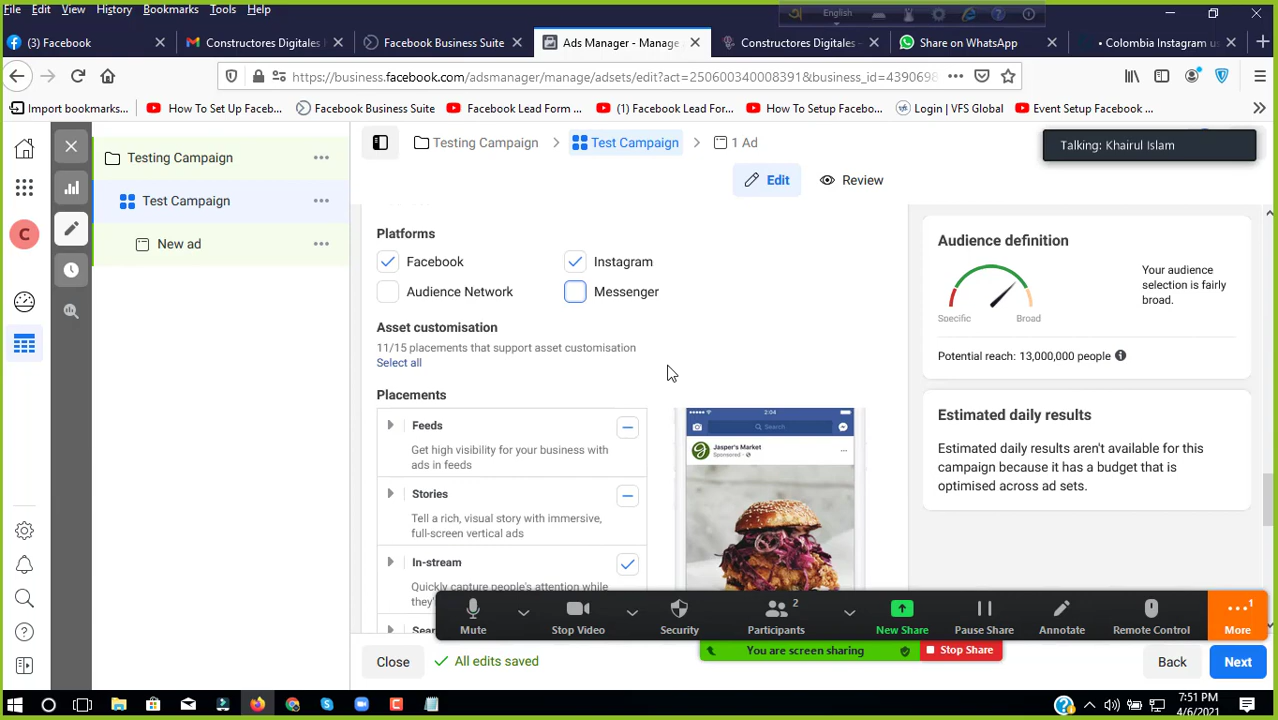 File Edit View History Bookmarks Tools Help
English
(3) Facebook
Constructores Digitales
Facebook Business Suite
Ads Manager - Manage
Constructores Digitales -
Share on WhatsApp
Colombia Instagram us
https://business.facebook.com/adsmanager/manage/adsets/edit?act=250600340008391&business_id=4390698
Import bookmarks...
How To Set Up Faceb...
Facebook Business Suite
Facebook Lead Form ...
(1) Facebook Lead For...
How To Setup Facebo...
Login | VFS Global
Event Setup Facebook ...
Testing Campaign
Test Campaign
New ad
C
Testing Campaign
Test Campaign
1 Ad
Talking: Khairul Islam
Edit
Review
Platforms
Facebook
Instagram
Audience Network
Messenger
Asset customisation
11/15 placements that support asset customisation
Select all
Placements
Feeds
Get high visibility for your business with
ads in feeds
Stories
Tell a rich, visual story with immersive,
full-screen vertical ads
In-stream
Quickly capture people's attention while
they'
Sear
2:04
Search
Jasper's Market
Sponsored
Audience definition
Specific
Broad
Your audience
selection is fairly
broad.
Potential reach: 13,000,000 people
Estimated daily results
Estimated daily results aren't available for this
campaign because it has a budget that is
optimised across ad sets.
Mute
Stop Video
Security
2
Participants
New Share
Pause Share
Annotate
Remote Control
1
More
You are screen sharing
Stop Share
Close
All edits saved
Back
Next
7:51 PM
4/6/2021